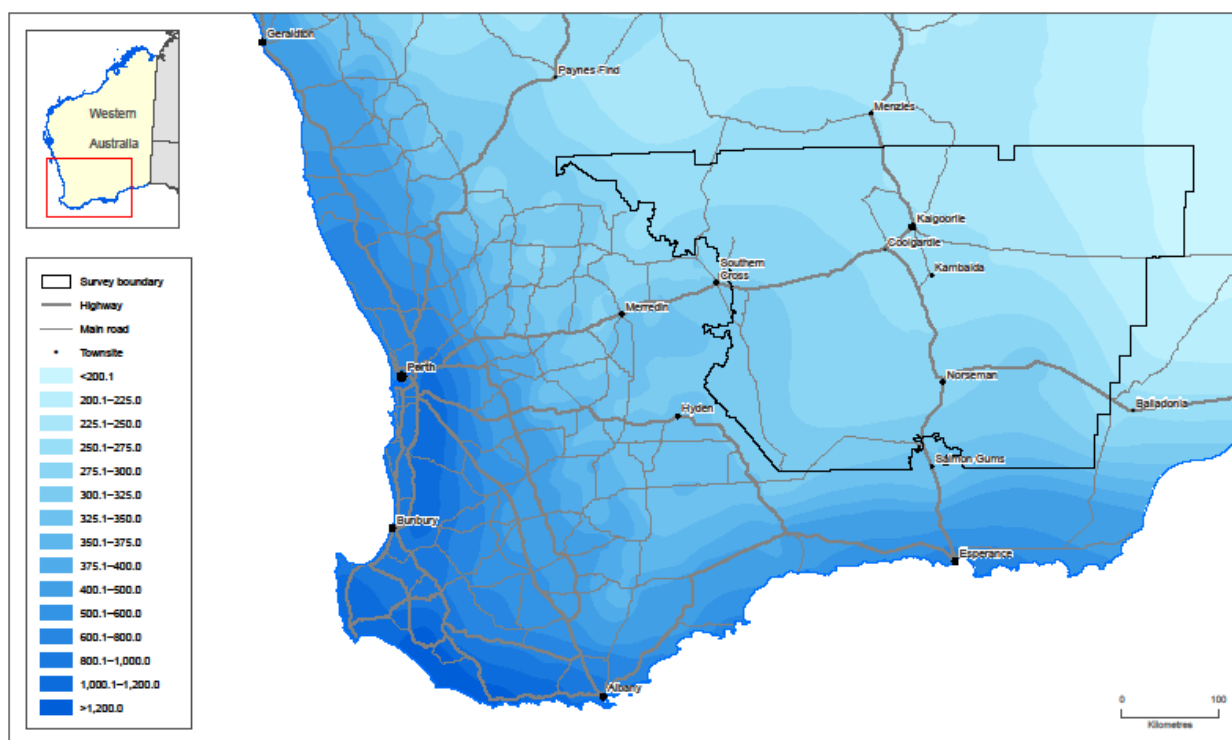 Geraldton
Paynes Find
Menzies
Western
Australia
Kalgoorlie
Coolgardie
Kambalda
Southern
Cross
Merredin
Perth
Norseman
Balladonia
Hyden
Salmon Gums
Bunbury
Esperance
Albany
Survey boundary
Highway
Main road
Townsite
<200.1
200.1–225.0
225.1–250.0
250.1–275.0
275.1–300.0
300.1–325.0
325.1–350.0
350.1–375.0
375.1–400.0
400.1–500.0
500.1–600.0
600.1–800.0
800.1–1,000.0
1,000.1–1,200.0
>1,200.0
0 100
Kilometres